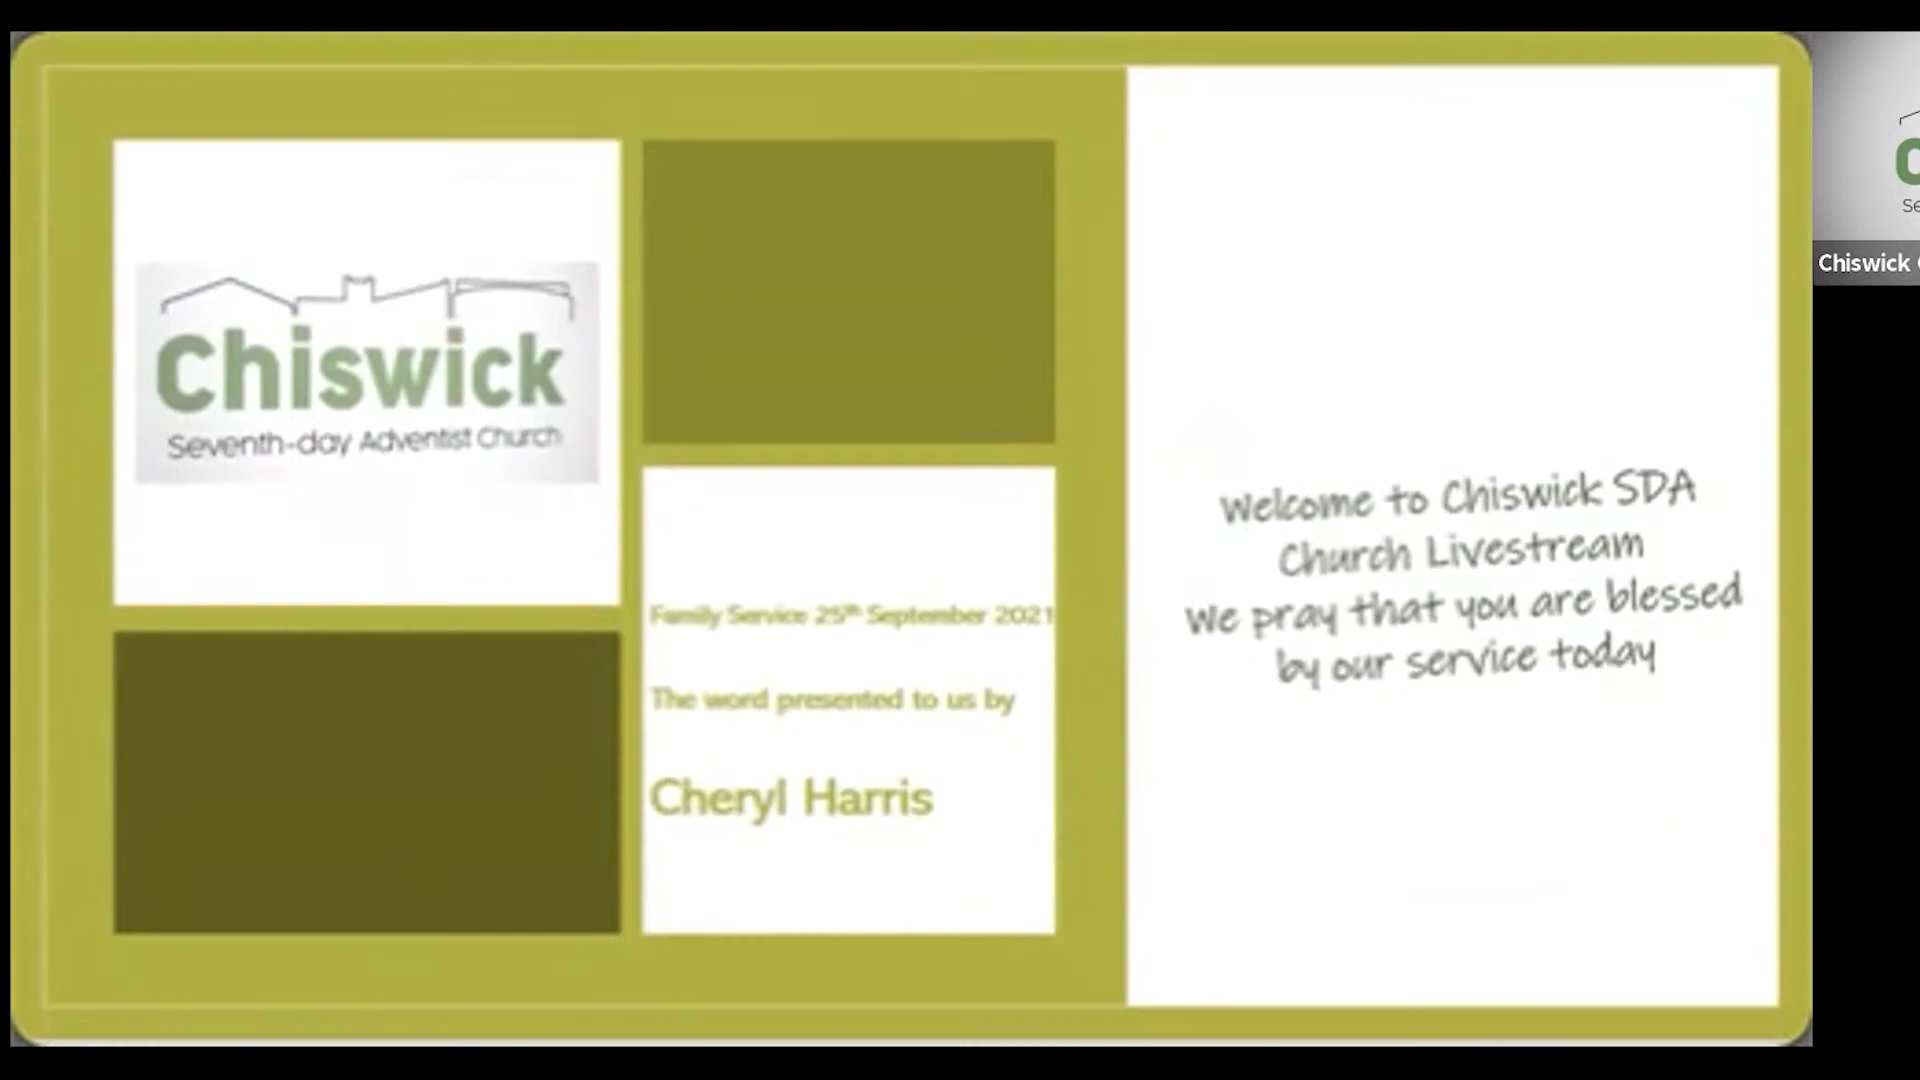 Chiswick
Seventh-day Adventist Church
Family Service 25th September 2021
The word presented to us by
Cheryl Harris
Welcome to Chiswick SDA
Church Livestream
We pray that you are blessed
by our service today
Chiswick